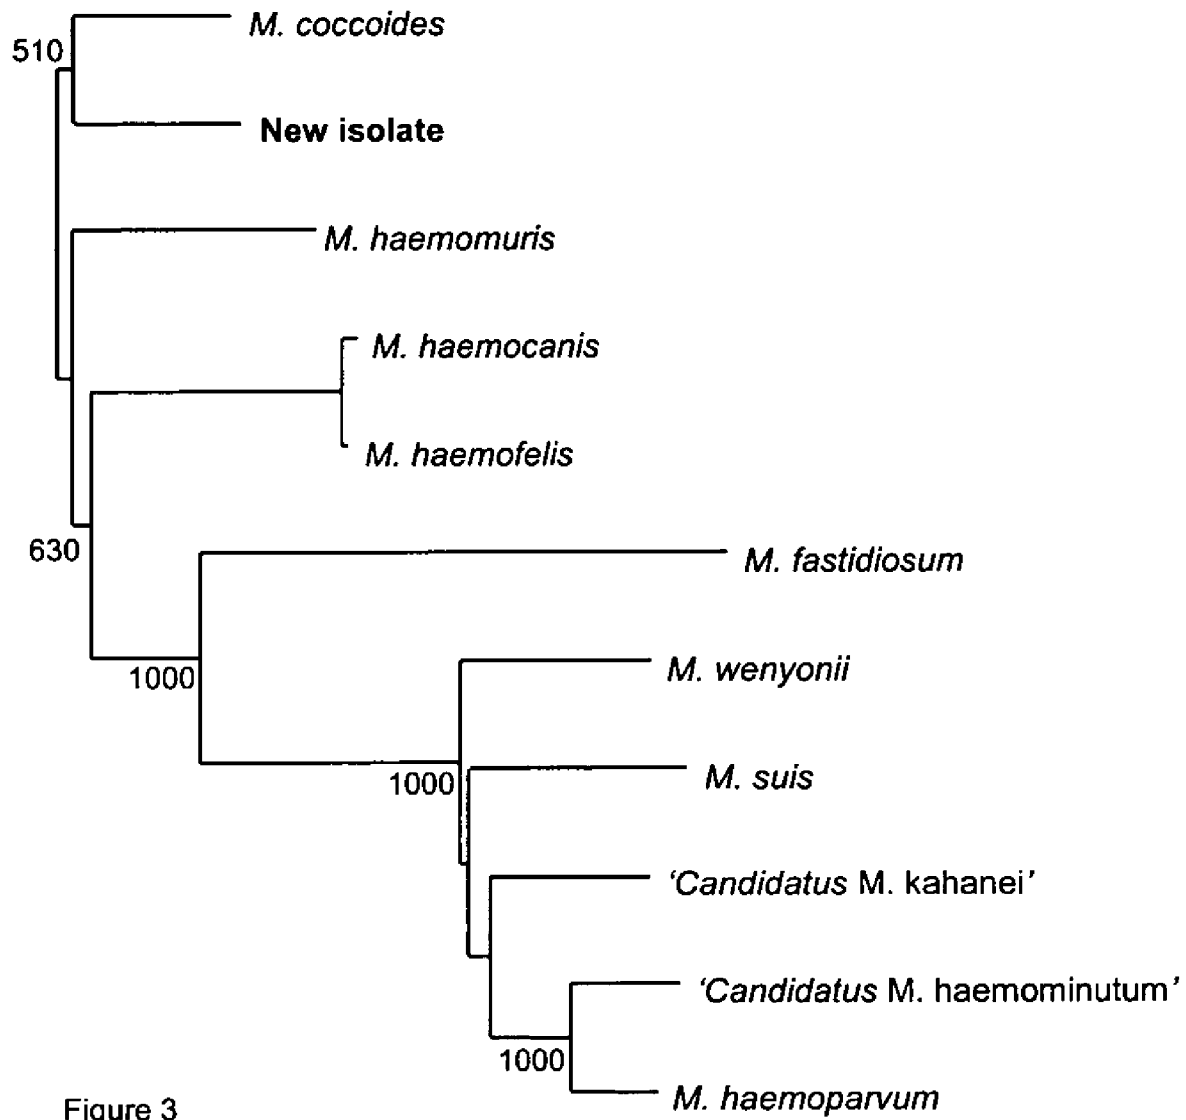 M. coccoides
510
New isolate
M. haemomuris
M. haemocanis
M. haemofelis
630
M. fastidiosum
1000
M. wenyonii
1000
M. suis
'Candidatus M. kahanei'
'Candidatus M. haemominutum'
1000
M. haemoparvum
Figure 3